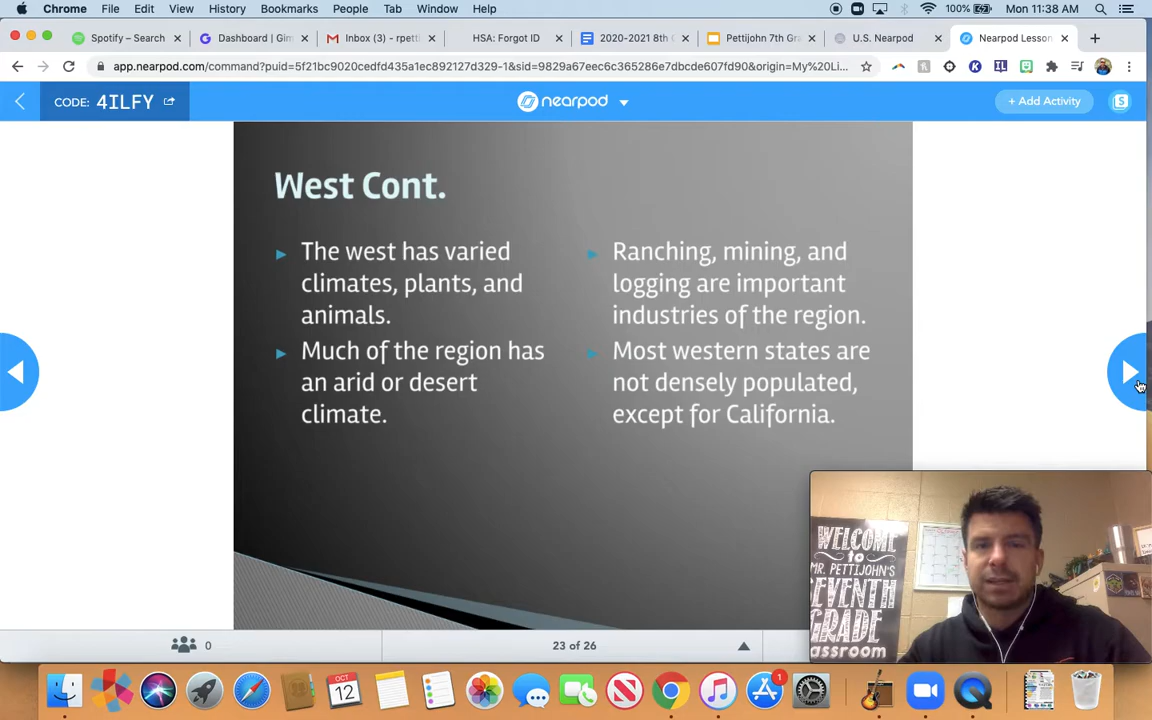 Chrome File Edit View History Bookmarks People Tab Window Help 100% Mon 11:38 AM
Spotify – Search Dashboard | Gim Inbox (3) - rpetti HSA: Forgot ID 2020-2021 8th Pettijohn 7th Gra U.S. Nearpod Nearpod Lesson
app.nearpod.com/command?puid=5f21bc9020cedfd435a1ec892127d329-1&sid=9829a67eec6c365286e7dbcde607fd90&origin=My%20Li...
CODE: 4ILFY nearpod + Add Activity S
West Cont.
The west has varied
climates, plants, and
animals.
Much of the region has
an arid or desert
climate.
Ranching, mining, and
logging are important
industries of the region.
Most western states are
not densely populated,
except for California.
WELCOME
to
MR. PETTIJOHN'S
SEVENTH
GRADE
classroom
0 23 of 26
OCT
12
1